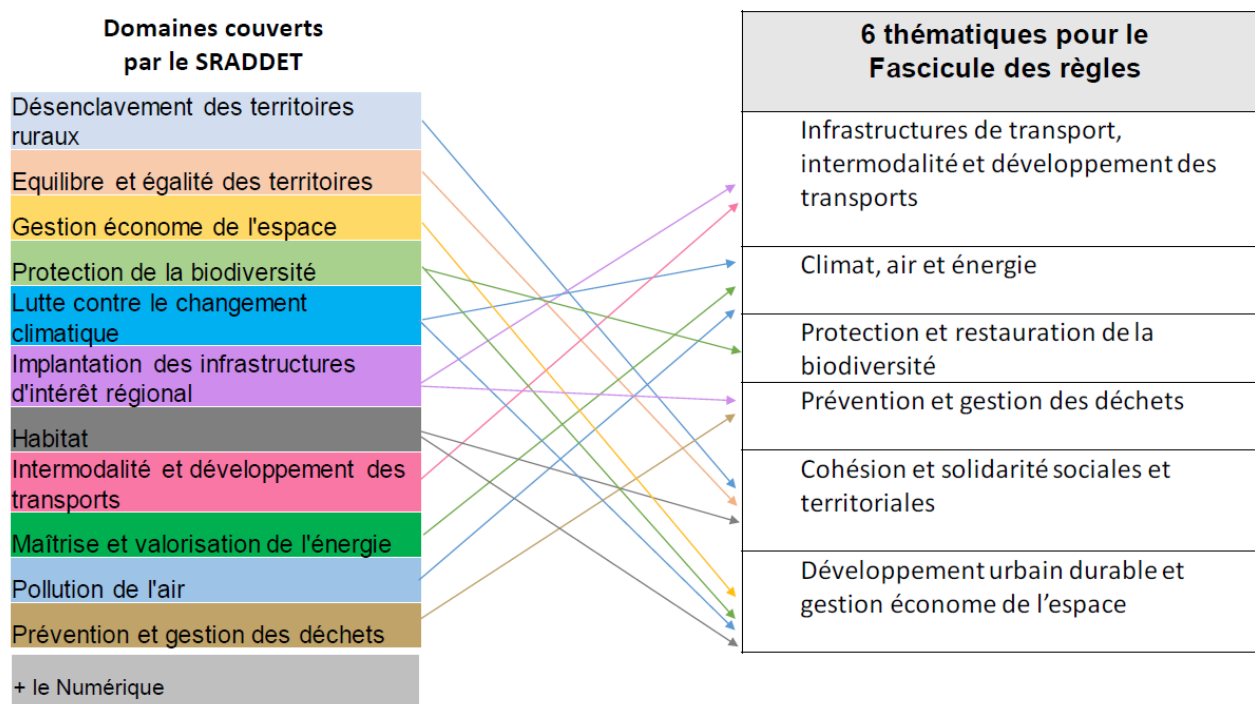 Domaines couverts
par le SRADDET
Désenclavement des territoires
ruraux
Equilibre et égalité des territoires
Gestion économe de l'espace
Protection de la biodiversité
Lutte contre le changement
climatique
Implantation des infrastructures
d'intérêt régional
Habitat
Intermodalité et développement des
transports
Maîtrise et valorisation de l'énergie
Pollution de l'air
Prévention et gestion des déchets
+ le Numérique
6 thématiques pour le
Fascicule des règles
Infrastructures de transport,
intermodalité et développement des
transports
Climat, air et énergie
Protection et restauration de la
biodiversité
Prévention et gestion des déchets
Cohésion et solidarité sociales et
territoriales
Développement urbain durable et
gestion économe de l’espace